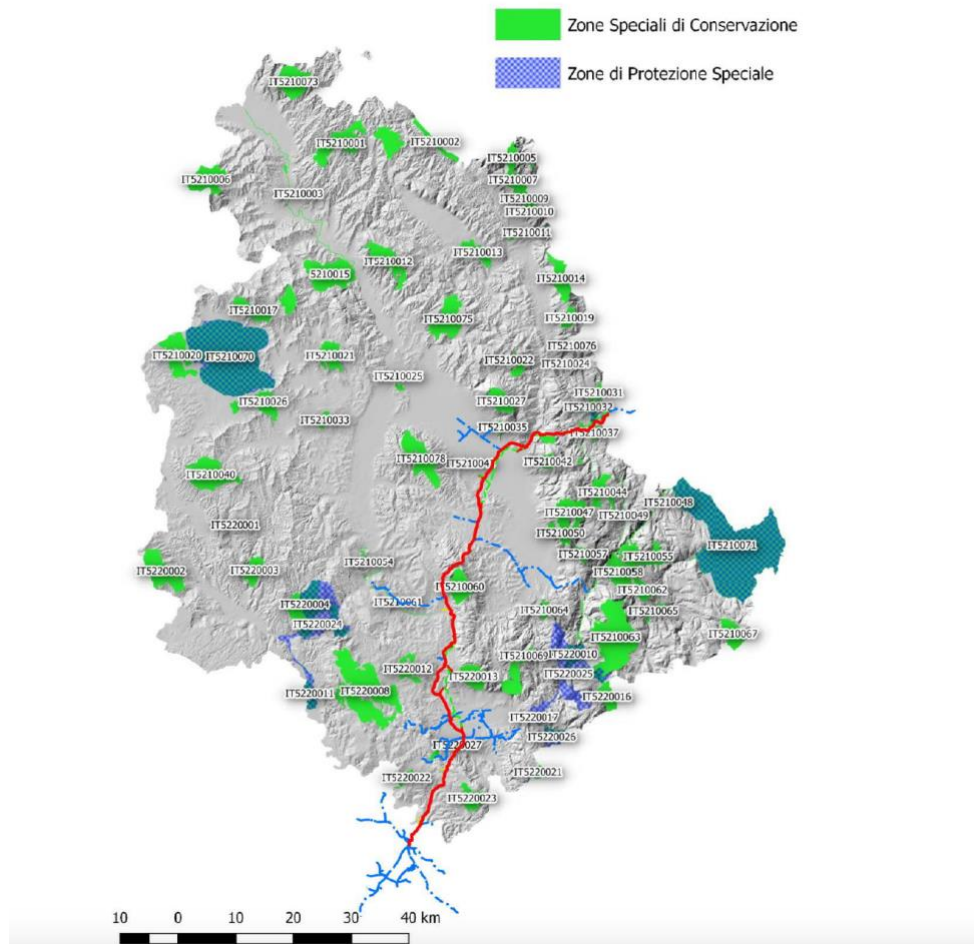 Zone Speciali di Conservazione
Zone di Protezione Speciale
IT5210073
IT5210001
IT5210002
IT5210005
IT5210006
IT5210007
IT5210003
IT5210009
IT5210010
IT5210011
IT5210013
IT5210012
5210015
IT5210014
IT5210017
IT5210075
IT5210019
IT5210076
IT5210020
IT5210070
IT5210021
IT5210022
IT5210024
IT5210025
IT5210031
IT5210026
IT5210027
IT5210032
IT5210033
IT5210035
IT5210037
IT5210078
IT521004
IT5210042
IT5210040
IT5210044
IT5210048
IT5210047
IT5210049
IT5220001
IT5210050
IT5210071
IT5210057
IT5210055
IT5210054
IT5220002
IT5220003
IT5210058
IT5210060
IT5210062
IT5220004
IT5210061
IT5210064
IT5210065
IT5220024
IT5210063
IT5210067
IT5220010
IT5210069
IT5220012
IT5220013
IT5220025
IT5220011
IT5220008
IT5220016
IT5220017
IT5220026
IT5220027
IT5220022
IT5220021
IT5220023
10 0 10 20 30 40 km